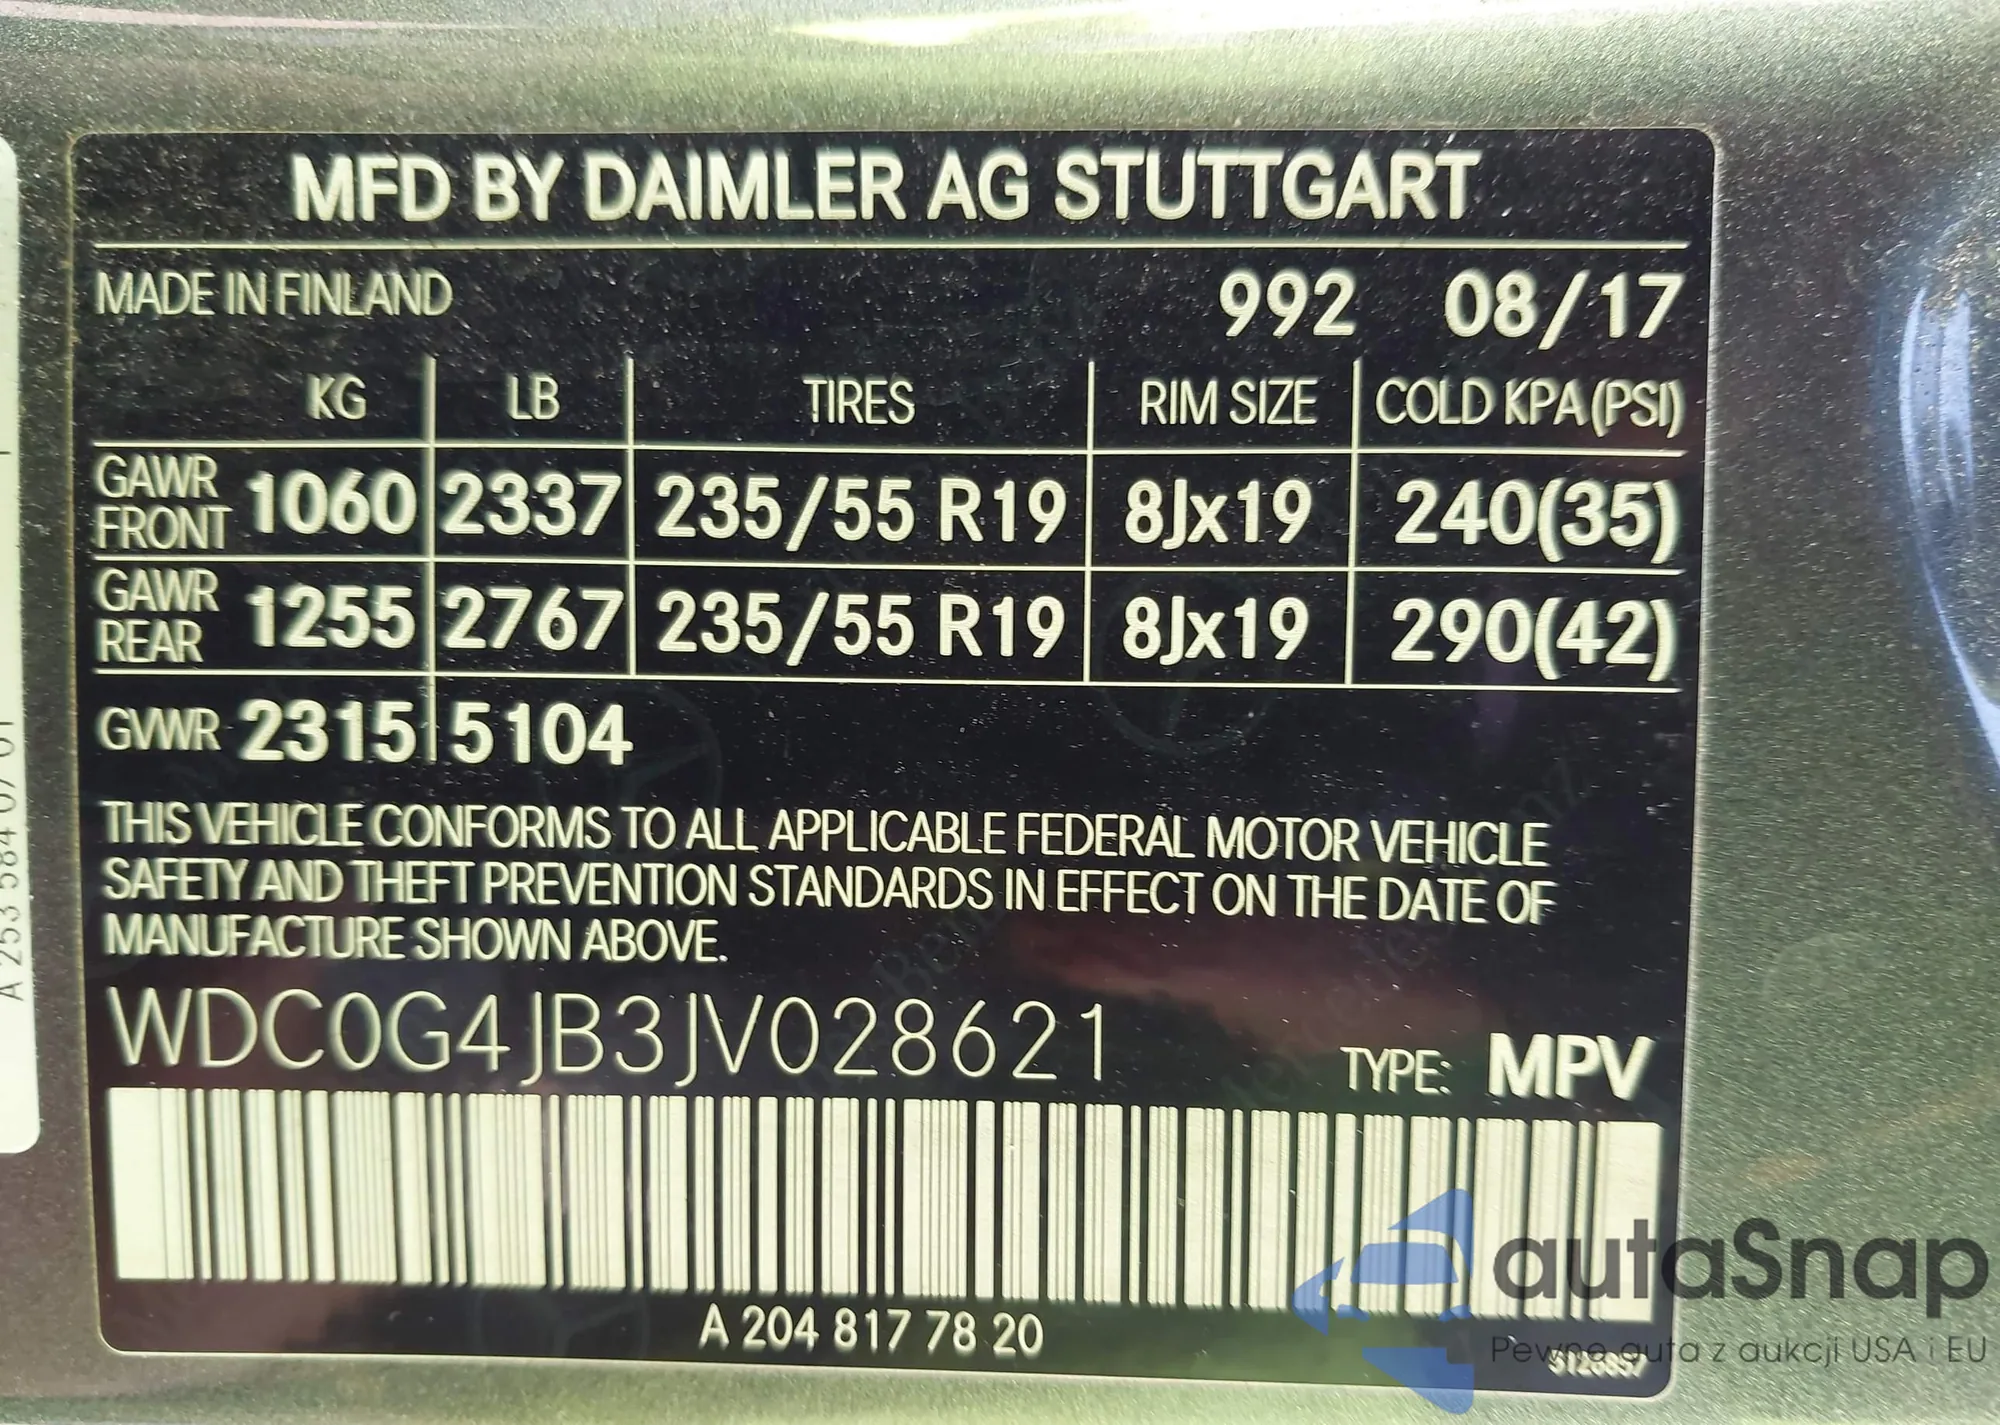 MFD BY DAIMLER AG STUTTGART
MADE IN FINLAND 992 08/17
KG LB TIRES RIM SIZE COLD KPA (PSI)
GAWR FRONT 1060 2337 235/55 R19 8Jx19 240(35)
GAWR REAR 1255 2767 235/55 R19 8Jx19 290(42)
GVWR 2315 5104
THIS VEHICLE CONFORMS TO ALL APPLICABLE FEDERAL MOTOR VEHICLE
SAFETY AND THEFT PREVENTION STANDARDS IN EFFECT ON THE DATE OF
MANUFACTURE SHOWN ABOVE.
WDC0G4JB3JV028621 TYPE: MPV
A 204 817 78 20
autaSnap
Pewne auta z aukcji USA i EU